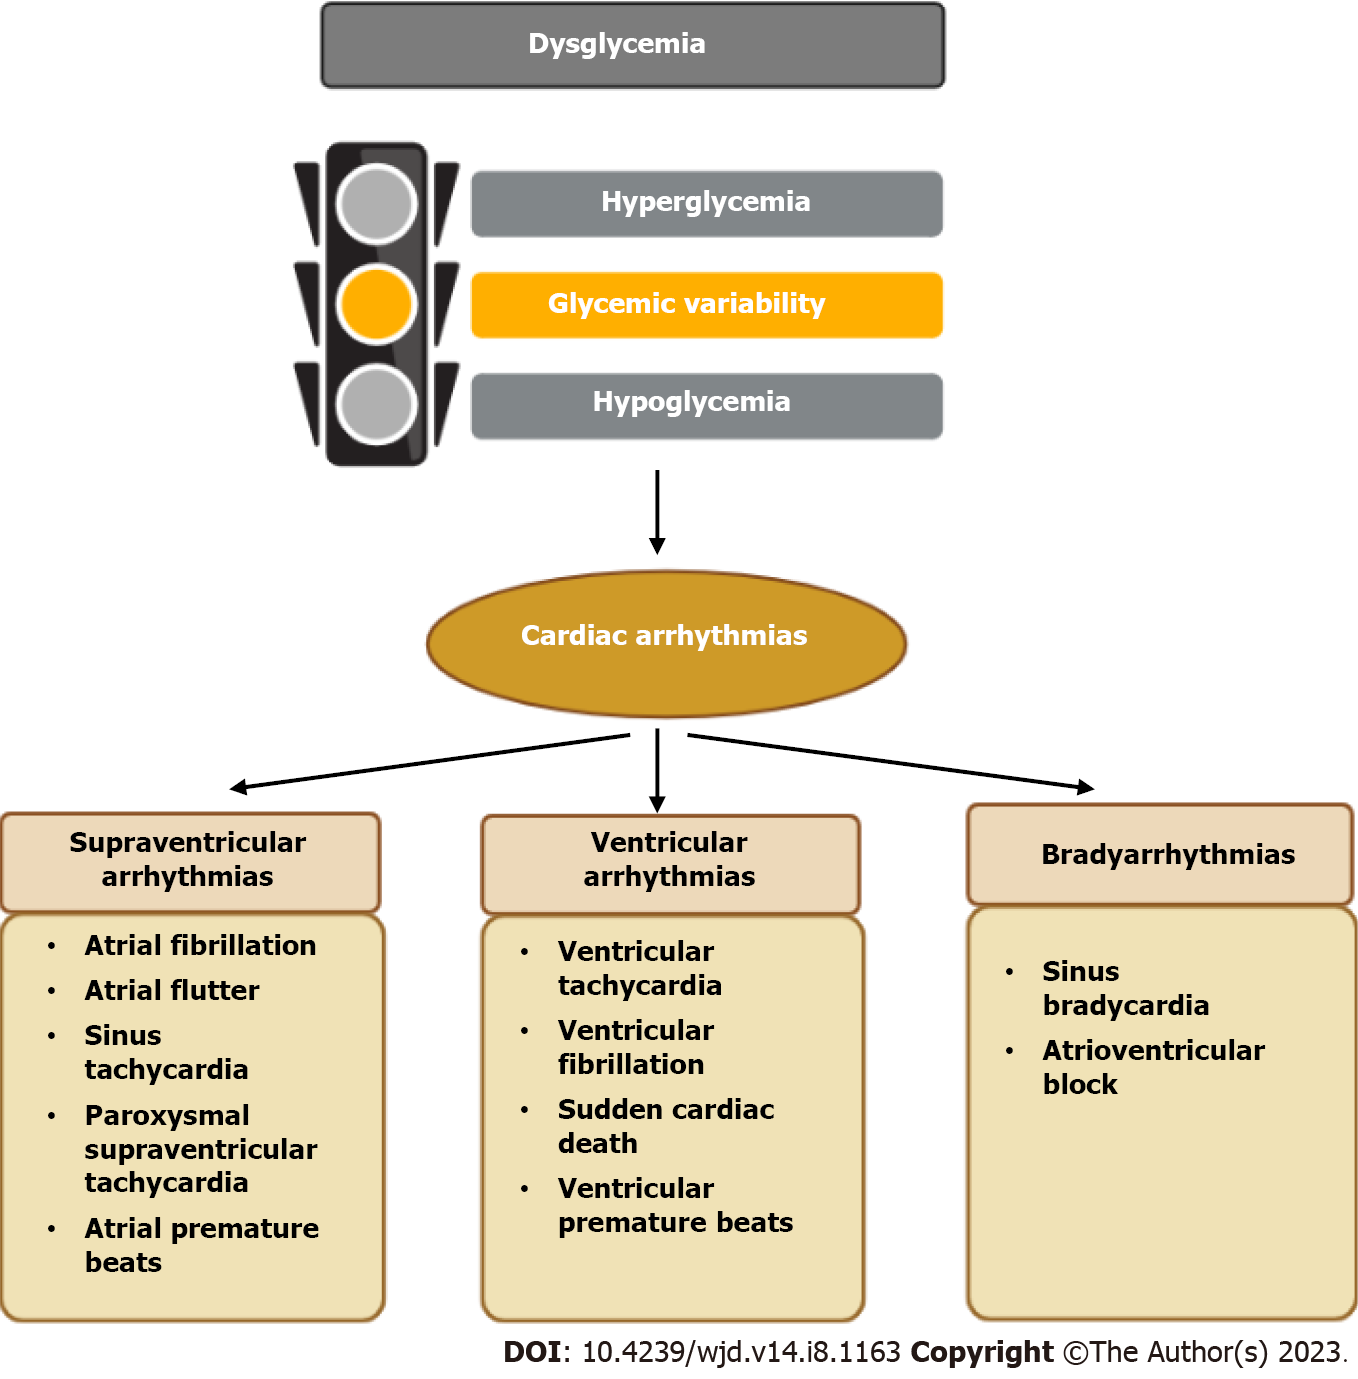 Dysglycemia
Hyperglycemia
Glycemic variability
Hypoglycemia
Cardiac arrhythmias
Supraventricular
arrhythmias
• Atrial fibrillation
• Atrial flutter
• Sinus
tachycardia
• Paroxysmal
supraventricular
tachycardia
• Atrial premature
beats
Ventricular
arrhythmias
• Ventricular
tachycardia
• Ventricular
fibrillation
• Sudden cardiac
death
• Ventricular
premature beats
Bradyarrhythmias
• Sinus
bradycardia
• Atrioventricular
block
DOI: 10.4239/wjd.v14.i8.1163 Copyright ©The Author(s) 2023.